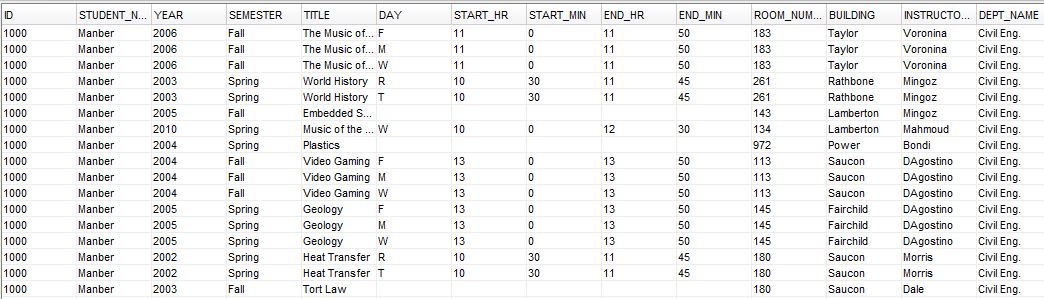 ID STUDENT_N... YEAR SEMESTER TITLE DAY START_HR START_MIN END_HR END_MIN ROOM_NUM... BUILDING INSTRUCTO... DEPT_NAME
1000 Manber 2006 Fall The Music of... F 11 0 11 50 183 Taylor Voronina Civil Eng.
1000 Manber 2006 Fall The Music of... M 11 0 11 50 183 Taylor Voronina Civil Eng.
1000 Manber 2006 Fall The Music of... W 11 0 11 50 183 Taylor Voronina Civil Eng.
1000 Manber 2003 Spring World History R 10 30 11 45 261 Rathbone Mingoz Civil Eng.
1000 Manber 2003 Spring World History T 10 30 11 45 261 Rathbone Mingoz Civil Eng.
1000 Manber 2005 Fall Embedded S... 143 Lamberton Mingoz Civil Eng.
1000 Manber 2010 Spring Music of the ... W 10 0 12 30 134 Lamberton Mahmoud Civil Eng.
1000 Manber 2004 Spring Plastics 972 Power Bondi Civil Eng.
1000 Manber 2004 Fall Video Gaming F 13 0 13 50 113 Saucon DAgostino Civil Eng.
1000 Manber 2004 Fall Video Gaming M 13 0 13 50 113 Saucon DAgostino Civil Eng.
1000 Manber 2004 Fall Video Gaming W 13 0 13 50 113 Saucon DAgostino Civil Eng.
1000 Manber 2005 Spring Geology F 13 0 13 50 145 Fairchild DAgostino Civil Eng.
1000 Manber 2005 Spring Geology M 13 0 13 50 145 Fairchild DAgostino Civil Eng.
1000 Manber 2005 Spring Geology W 13 0 13 50 145 Fairchild DAgostino Civil Eng.
1000 Manber 2002 Spring Heat Transfer R 10 30 11 45 180 Saucon Morris Civil Eng.
1000 Manber 2002 Spring Heat Transfer T 10 30 11 45 180 Saucon Morris Civil Eng.
1000 Manber 2003 Fall Tort Law 180 Saucon Dale Civil Eng.